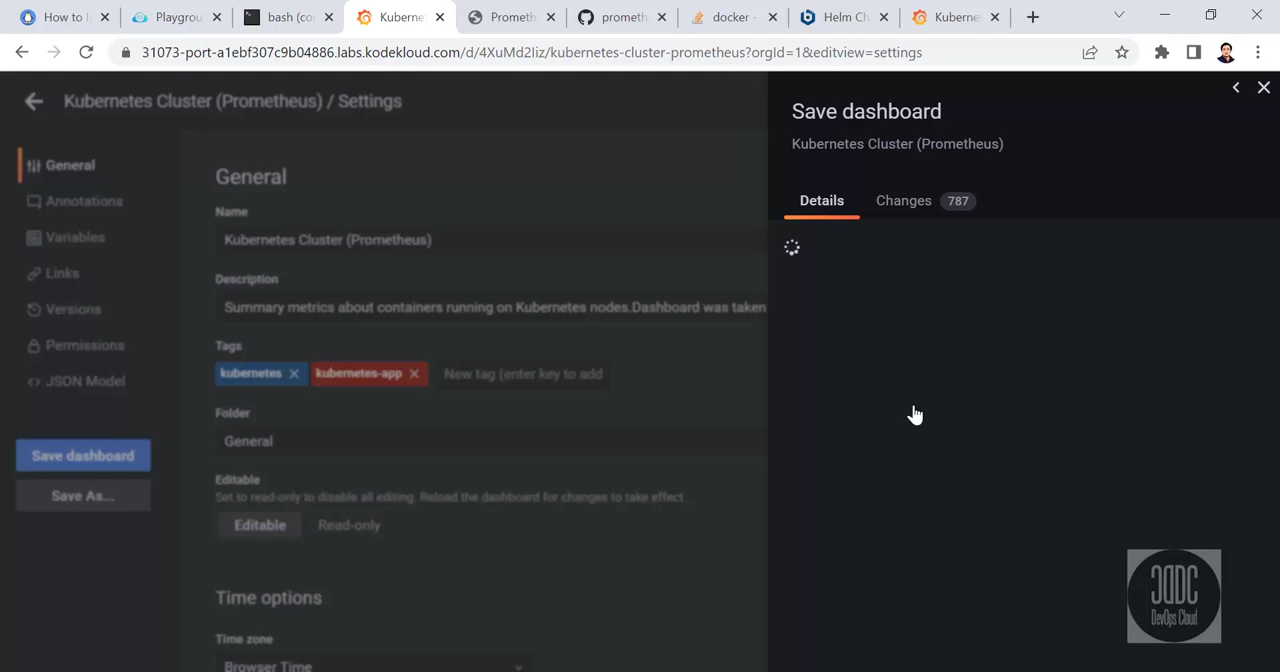 How to I
Playgrou
bash (co
Kuberne
Prometh
prometh
docker -
Helm Ch
Kuberne
31073-port-a1ebf307c9b04886.labs.kodekloud.com/d/4XuMd2Iiz/kubernetes-cluster-prometheus?orgId=1&editview=settings
Kubernetes Cluster (Prometheus) / Settings
Save dashboard
Kubernetes Cluster (Prometheus)
Details
Changes 787
General
Annotations
Variables
Links
Versions
Permissions
JSON Model
Save dashboard
Save As...
General
Name
Kubernetes Cluster (Prometheus)
Description
Summary metrics about containers running on Kubernetes nodes.Dashboard was taken
Tags
kubernetes
kubernetes-app
New tag (enter key to add
Folder
General
Editable
Set to read-only to disable all editing. Reload the dashboard for changes to take effect
Editable
Read-only
Time options
Time zone
Browser Time
DevOps Cloud